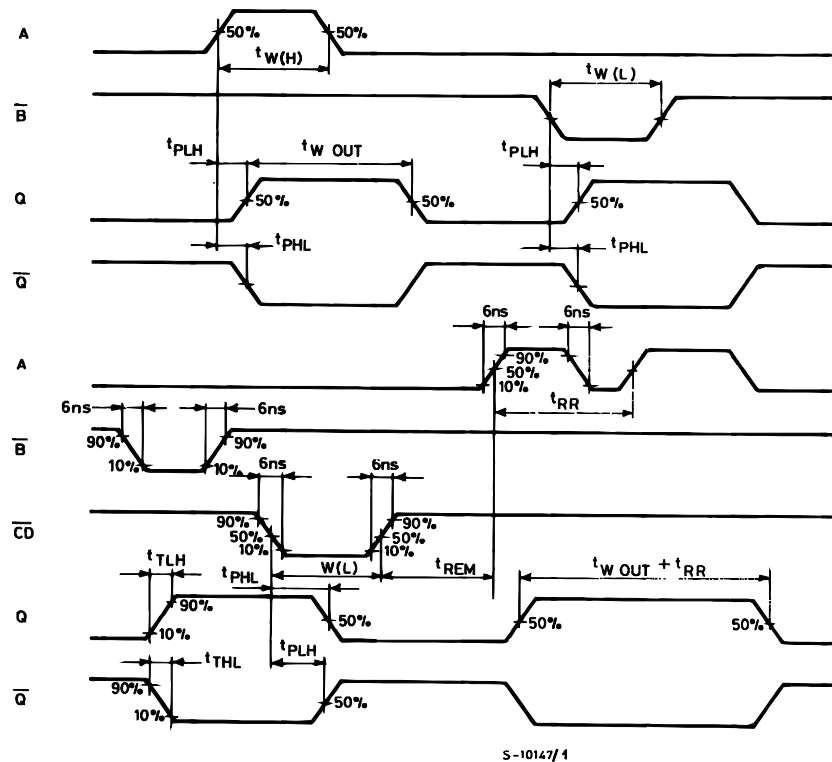 A
50%
50%
tW(H)
B
tW(L)
tPLH
tW OUT
tPLH
Q
50%
50%
50%
tPHL
tPHL
Q
6ns
6ns
A
90%
50%
10%
tRR
6ns
6ns
B
90%
90%
10%
10%
6ns
6ns
CD
90%
90%
50%
50%
10%
10%
tTLH
tPHL
W(L)
tREM
tW OUT + tRR
Q
90%
10%
50%
50%
50%
tTHL
tPLH
Q
90%
10%
50%
S-10147/1